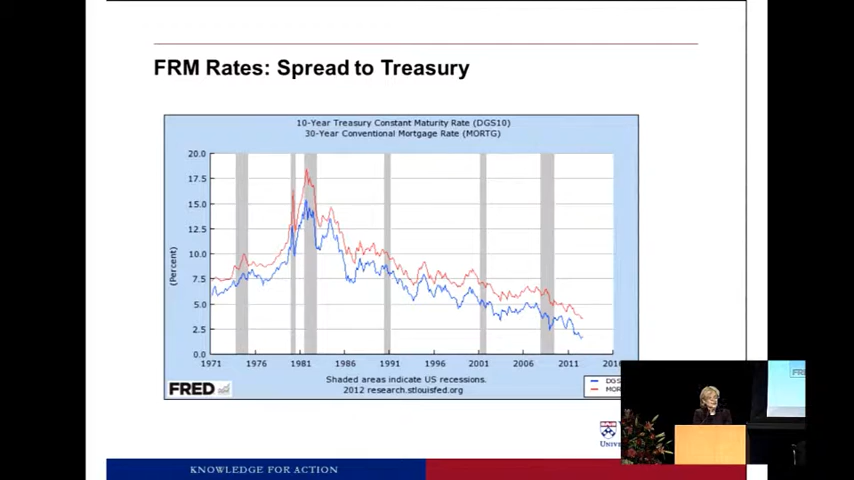 FRM Rates: Spread to Treasury
10-Year Treasury Constant Maturity Rate (DGS10)
30-Year Conventional Mortgage Rate (MORTG)
20.0
17.5
15.0
12.5
10.0
7.5
5.0
2.5
0.0
(Percent)
1971 1976 1981 1986 1991 1996 2001 2006 2011
Shaded areas indicate US recessions.
2012 research.stlouisfed.org
FRED
DGS
MOR
FRE
KNOWLEDGE FOR ACTION